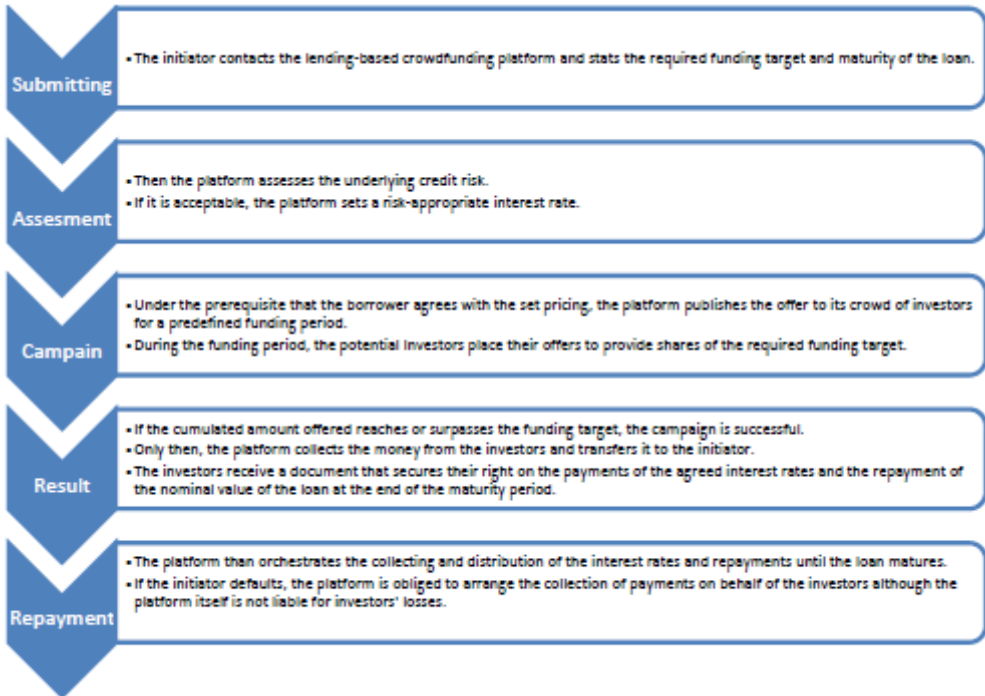 Submitting
▪ The initiator contacts the lending-based crowdfunding platform and stats the required funding target and maturity of the loan.
Assesment
▪ Then the platform assesses the underlying credit risk.
▪ If it is acceptable, the platform sets a risk-appropriate interest rate.
Campain
▪ Under the prerequisite that the borrower agrees with the set pricing, the platform publishes the offer to its crowd of investors
for a predefined funding period.
▪ During the funding period, the potential investors place their offers to provide shares of the required funding target.
Result
▪ If the cumulated amount offered reaches or surpasses the funding target, the campaign is successful.
▪ Only then, the platform collects the money from the investors and transfers it to the initiator.
▪ The investors receive a document that secures their right on the payments of the agreed interest rates and the repayment of
the nominal value of the loan at the end of the maturity period.
Repayment
▪ The platform than orchestrates the collecting and distribution of the interest rates and repayments until the loan matures.
▪ If the initiator defaults, the platform is obliged to arrange the collection of payments on behalf of the investors although the
platform itself is not liable for investors' losses.